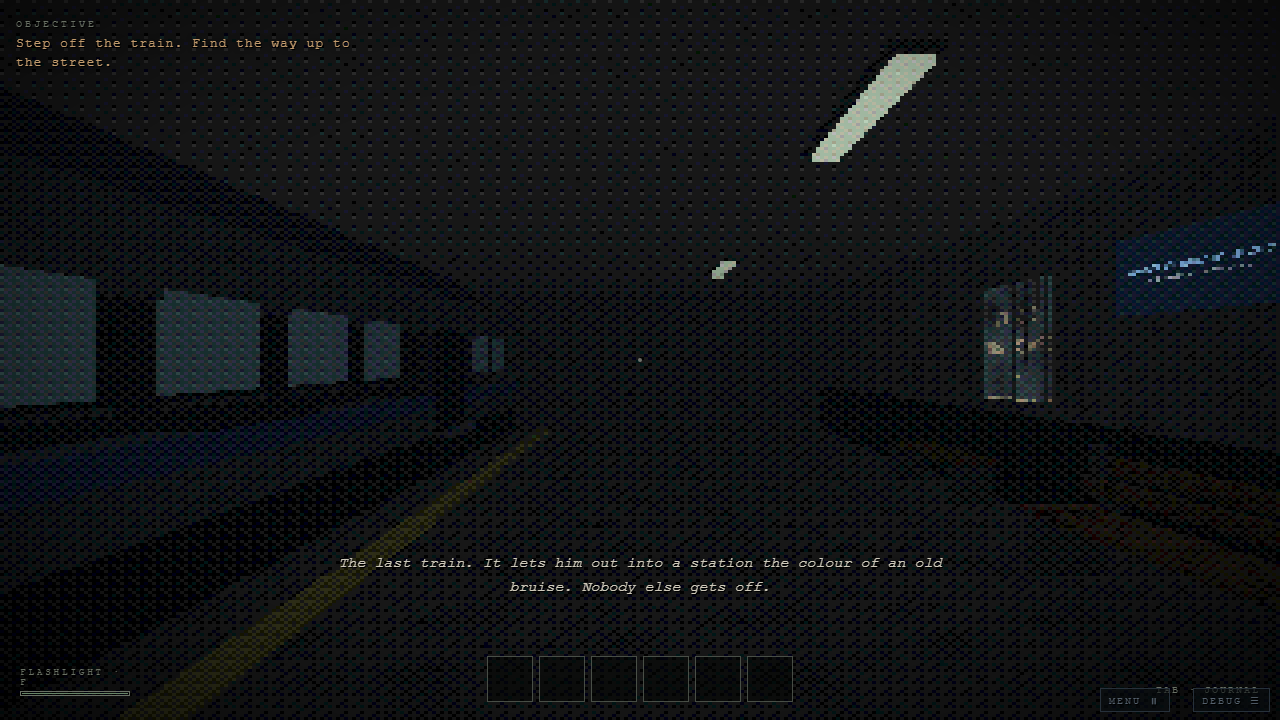 OBJECTIVE
Step off the train. Find the way up to
the street.
The last train. It lets him out into a station the colour of an old
bruise. Nobody else gets off.
FLASHLIGHT ·
F
TAB · JOURNAL
MENU ⏸
DEBUG ☰